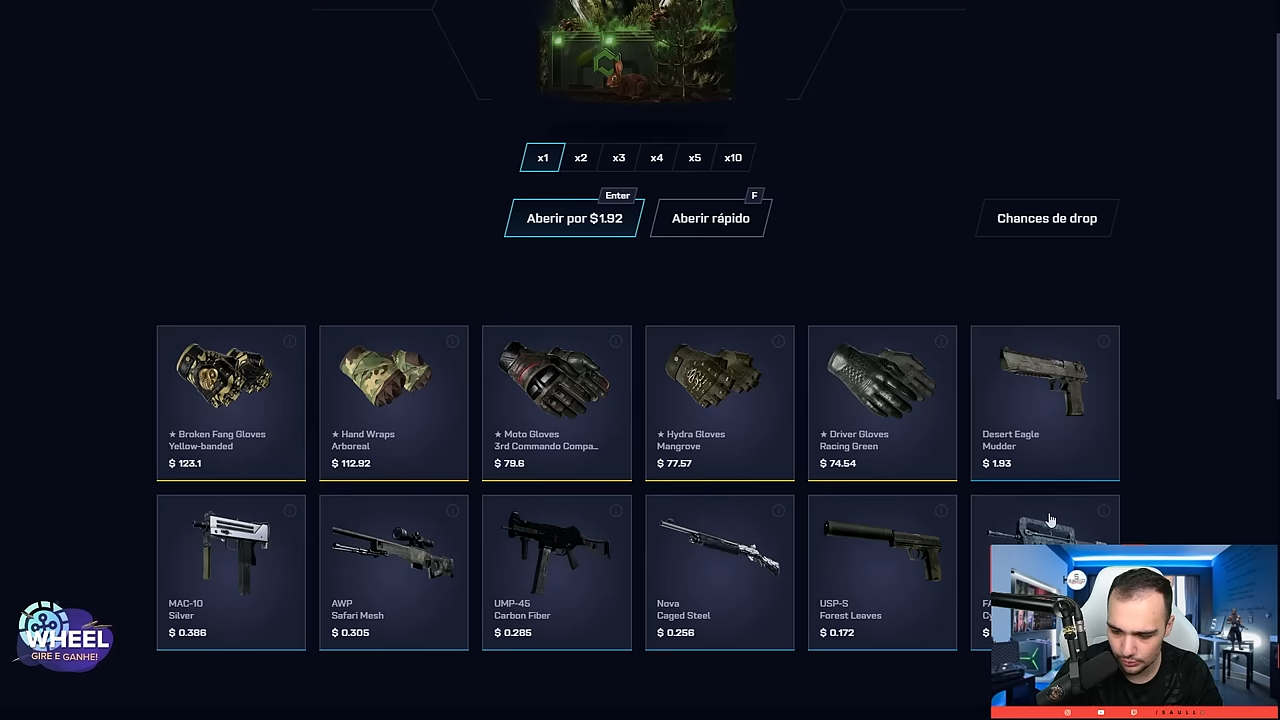 x1
x2
x3
x4
x5
x10
Enter
F
Aberir por $1.92
Aberir rápido
Chances de drop
★ Broken Fang Gloves
Yellow-banded
$ 123.1
★ Hand Wraps
Arboreal
$ 112.92
★ Moto Gloves
3rd Commando Compa...
$ 79.6
★ Hydra Gloves
Mangrove
$ 77.57
★ Driver Gloves
Racing Green
$ 74.54
Desert Eagle
Mudder
$ 1.93
MAC-10
Silver
$ 0.386
AWP
Safari Mesh
$ 0.305
UMP-45
Carbon Fiber
$ 0.285
Nova
Caged Steel
$ 0.256
USP-S
Forest Leaves
$ 0.172
WHEEL
GIRE E GANHE!